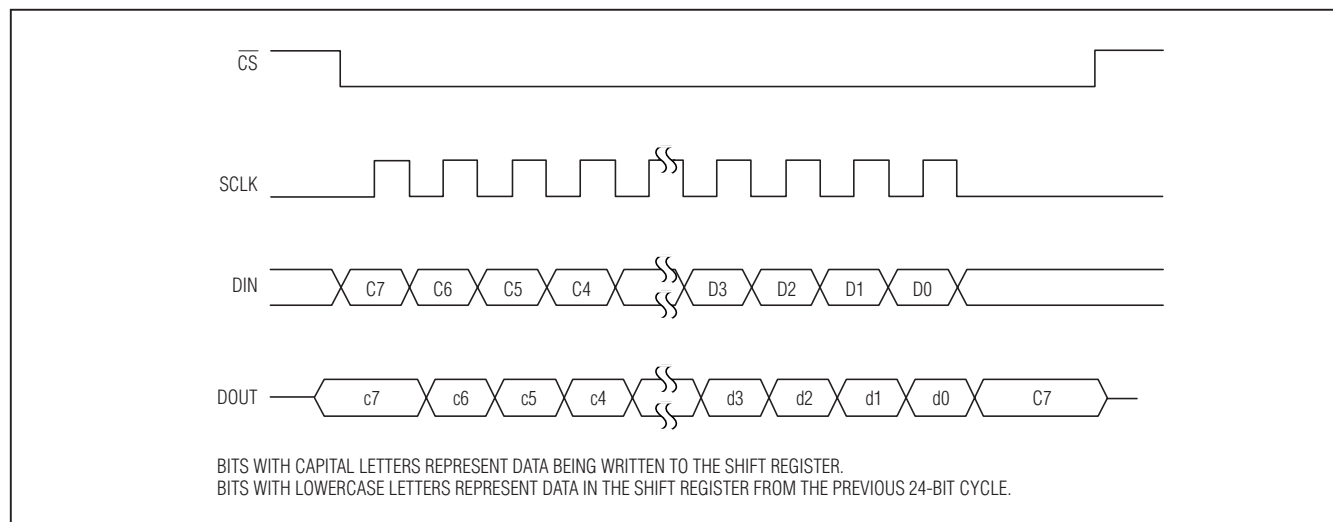 CS
SCLK
DIN C7 C6 C5 C4 D3 D2 D1 D0
DOUT c7 c6 c5 c4 d3 d2 d1 d0 C7
BITS WITH CAPITAL LETTERS REPRESENT DATA BEING WRITTEN TO THE SHIFT REGISTER.
BITS WITH LOWERCASE LETTERS REPRESENT DATA IN THE SHIFT REGISTER FROM THE PREVIOUS 24-BIT CYCLE.